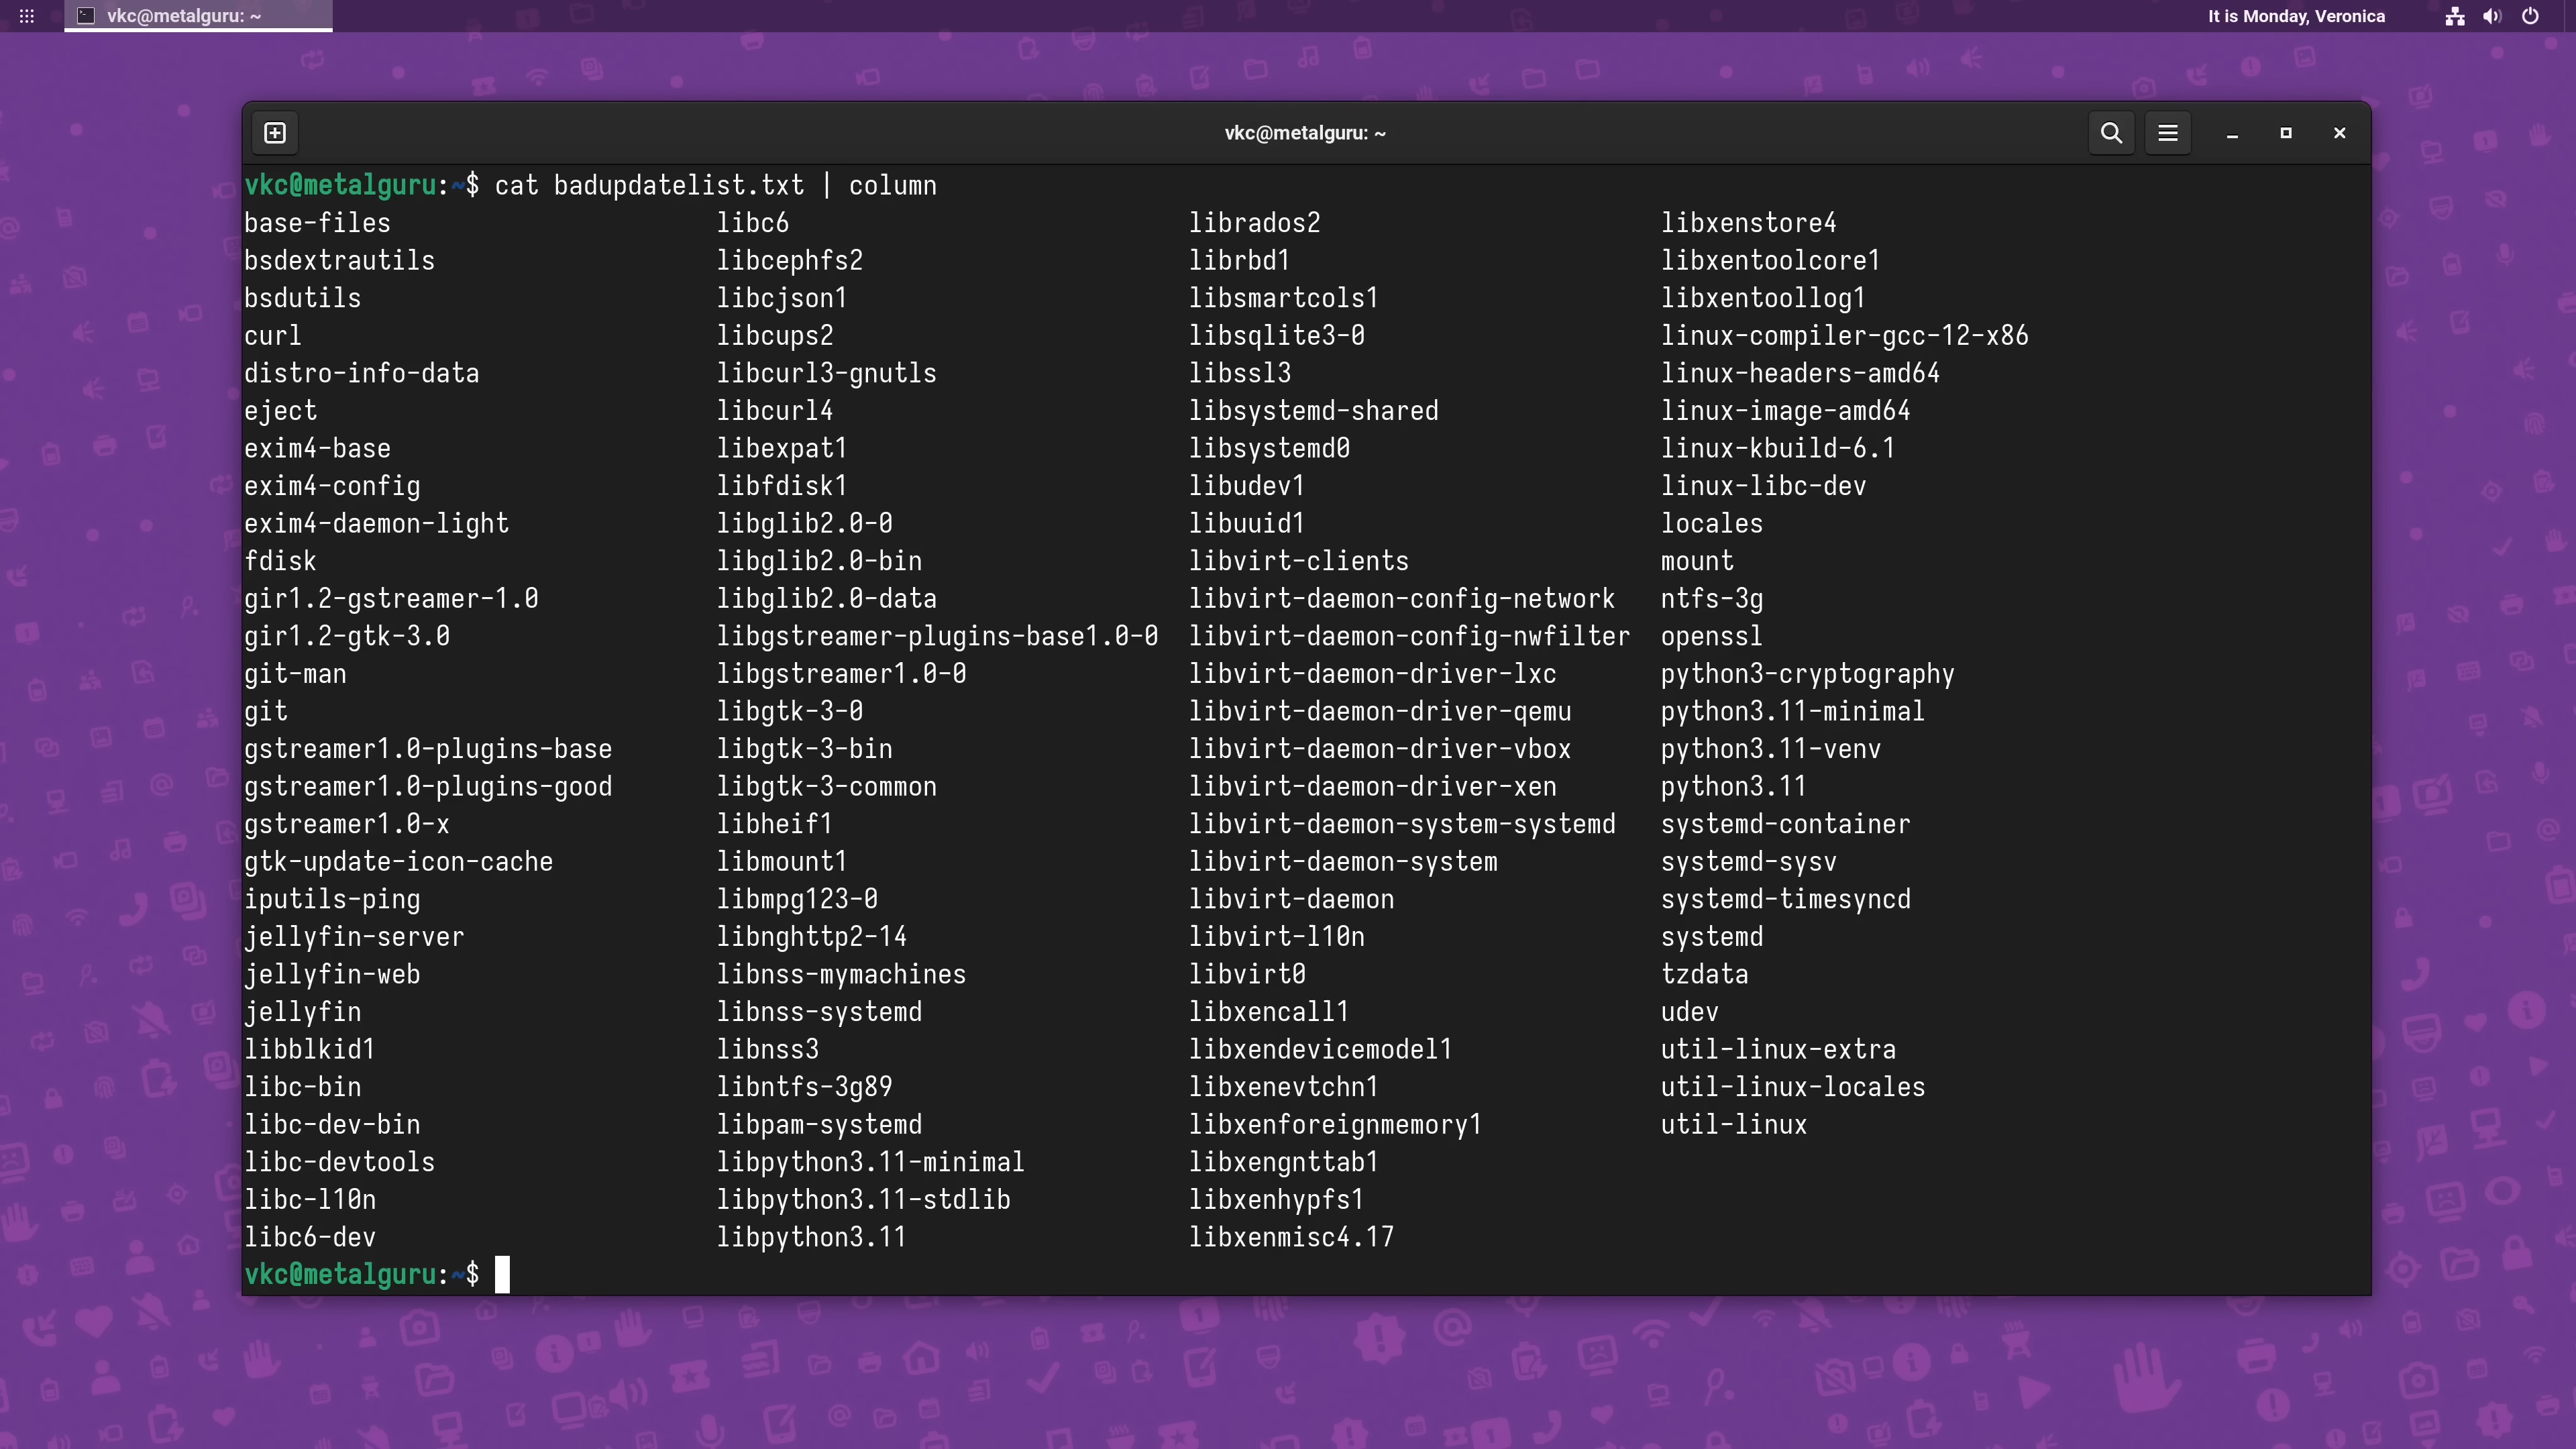 vkc@metalguru: ~
It is Monday, Veronica
vkc@metalguru: ~
vkc@metalguru:~$ cat badupdatelist.txt | column
base-files libc6 librados2 libxenstore4
bsdextrautils libcephfs2 librbd1 libxentoolcore1
bsdutils libcjson1 libsmartcols1 libxentoollog1
curl libcups2 libsqlite3-0 linux-compiler-gcc-12-x86
distro-info-data libcurl3-gnutls libssl3 linux-headers-amd64
eject libcurl4 libsystemd-shared linux-image-amd64
exim4-base libexpat1 libsystemd0 linux-kbuild-6.1
exim4-config libfdisk1 libudev1 linux-libc-dev
exim4-daemon-light libglib2.0-0 libuuid1 locales
fdisk libglib2.0-bin libvirt-clients mount
gir1.2-gstreamer-1.0 libglib2.0-data libvirt-daemon-config-network ntfs-3g
gir1.2-gtk-3.0 libgstreamer-plugins-base1.0-0 libvirt-daemon-config-nwfilter openssl
git-man libgstreamer1.0-0 libvirt-daemon-driver-lxc python3-cryptography
git libgtk-3-0 libvirt-daemon-driver-qemu python3.11-minimal
gstreamer1.0-plugins-base libgtk-3-bin libvirt-daemon-driver-vbox python3.11-venv
gstreamer1.0-plugins-good libgtk-3-common libvirt-daemon-driver-xen python3.11
gstreamer1.0-x libheif1 libvirt-daemon-system-systemd systemd-container
gtk-update-icon-cache libmount1 libvirt-daemon-system systemd-sysv
iputils-ping libmpg123-0 libvirt-daemon systemd-timesyncd
jellyfin-server libnghttp2-14 libvirt-l10n systemd
jellyfin-web libnss-mymachines libvirt0 tzdata
jellyfin libnss-systemd libxencall1 udev
libblkid1 libnss3 libxendevicemodel1 util-linux-extra
libc-bin libntfs-3g89 libxenevtchn1 util-linux-locales
libc-dev-bin libpam-systemd libxenforeignmemory1 util-linux
libc-devtools libpython3.11-minimal libxengnttab1
libc-l10n libpython3.11-stdlib libxenhypfs1
libc6-dev libpython3.11 libxenmisc4.17
vkc@metalguru:~$